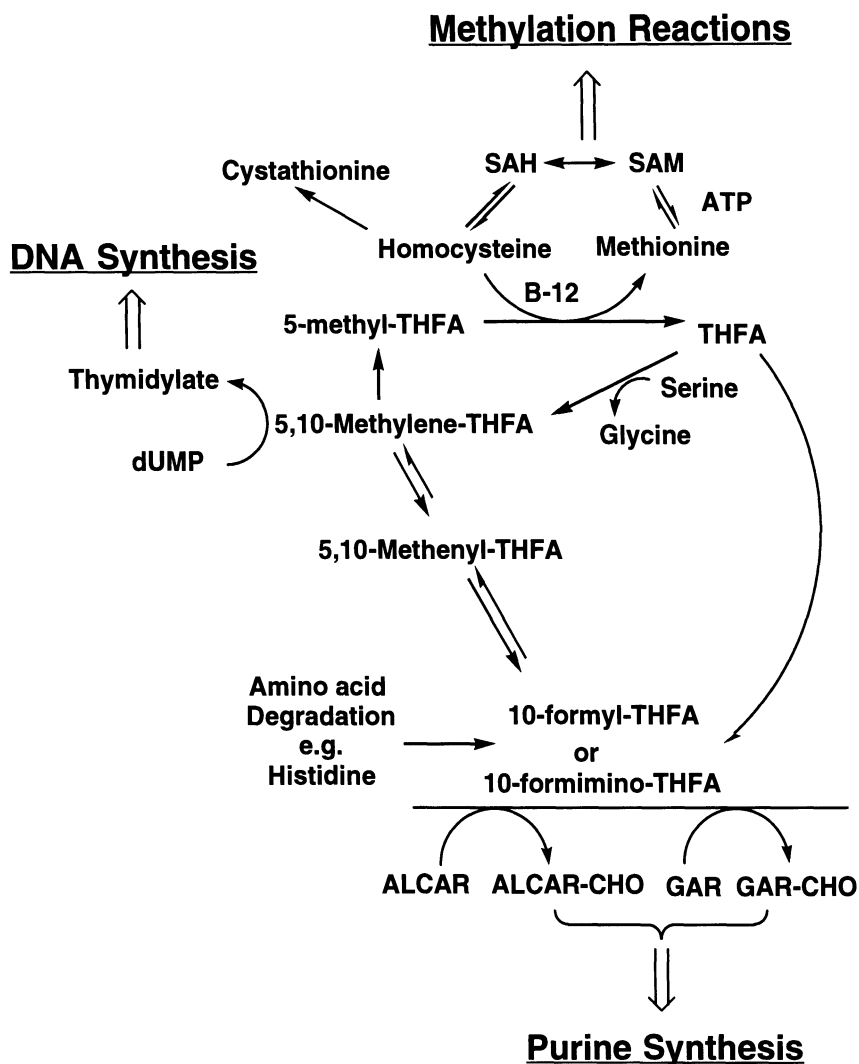 Methylation Reactions
SAH
SAM
Cystathionine
ATP
Homocysteine
Methionine
DNA Synthesis
B-12
5-methyl-THFA
THFA
Thymidylate
Serine
5,10-Methylene-THFA
Glycine
dUMP
5,10-Methenyl-THFA
Amino acid
Degradation
e.g.
Histidine
10-formyl-THFA
or
10-formimino-THFA
ALCAR
ALCAR-CHO
GAR
GAR-CHO
Purine Synthesis